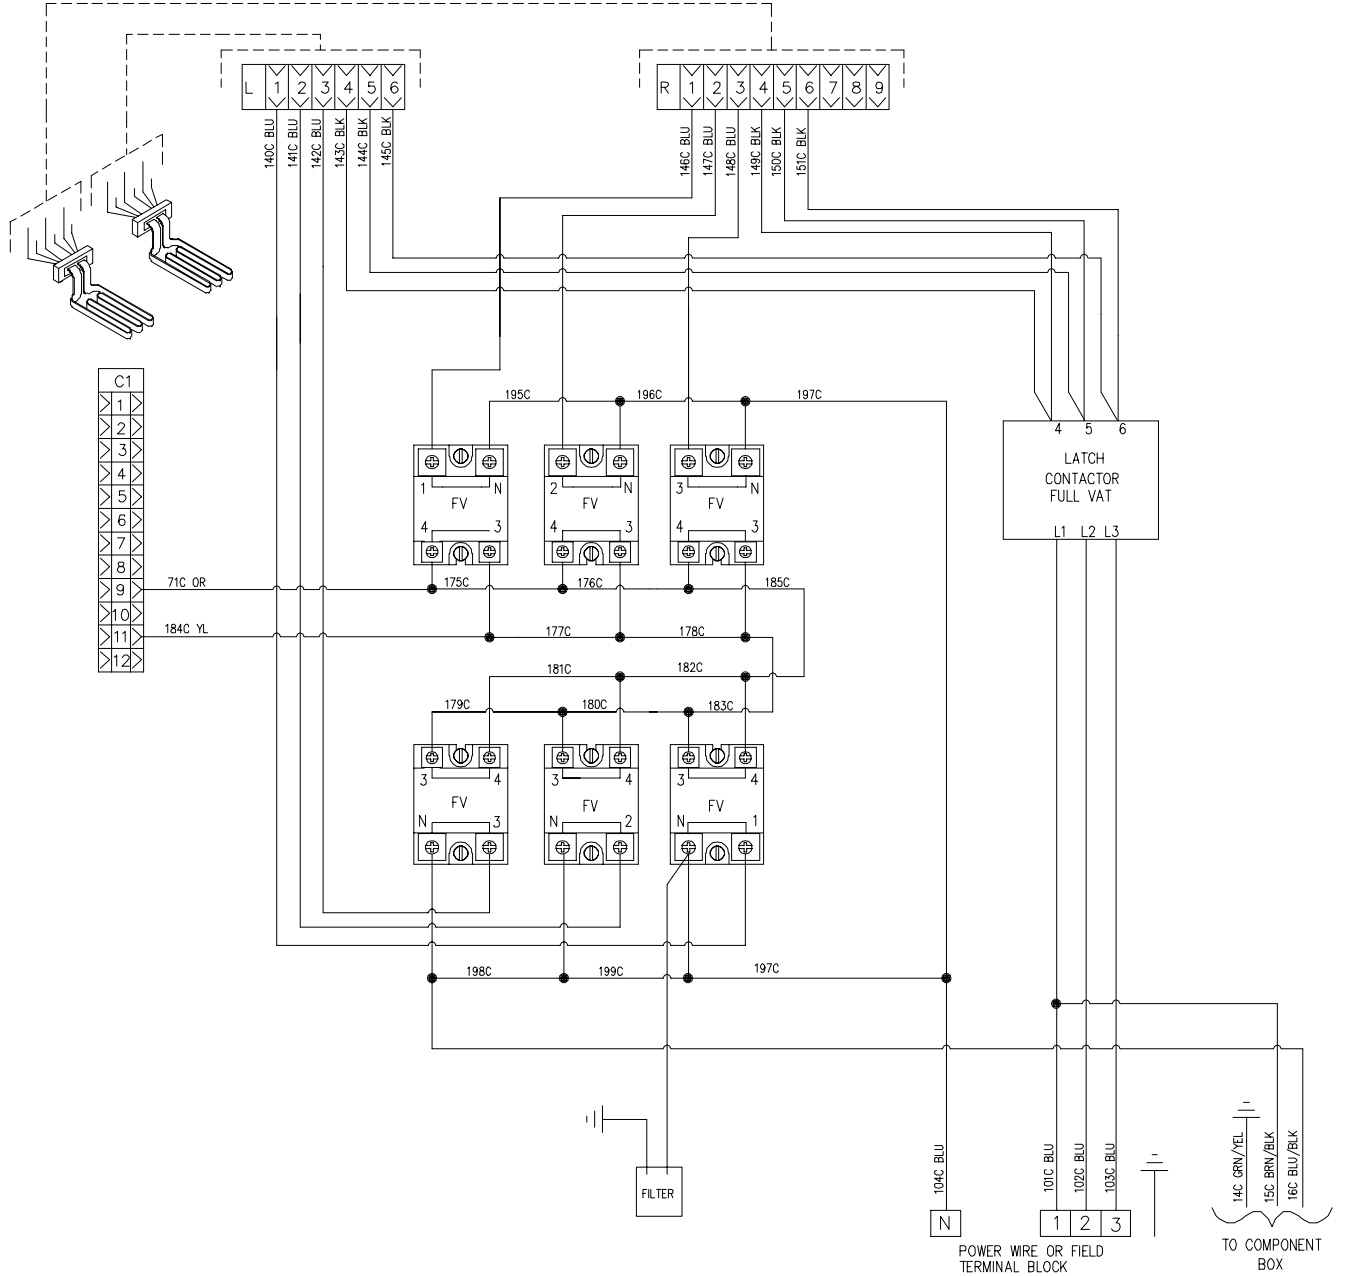 L 1 2 3 4 5 6
R 1 2 3 4 5 6 7 8 9
140C BLU
141C BLU
142C BLU
143C BLK
144C BLK
145C BLK
146C BLU
147C BLU
148C BLU
149C BLK
150C BLK
151C BLK
C1
1
2
3
4
5
6
7
8
9
10
11
12
71C OR
184C YL
195C 196C 197C
1 N
FV
4 3
2 N
FV
4 3
3 N
FV
4 3
175C 176C 185C
177C 178C
181C 182C
179C 180C 183C
3 4
FV
N 3
3 4
FV
N 2
3 4
FV
N 1
198C 199C 197C
4 5 6
LATCH
CONTACTOR
FULL VAT
L1 L2 L3
FILTER
104C BLU
101C BLU
102C BLU
103C BLU
14C GRN/YEL
15C BRN/BLK
16C BLU/BLK
N
1 2 3
POWER WIRE OR FIELD
TERMINAL BLOCK
TO COMPONENT
BOX